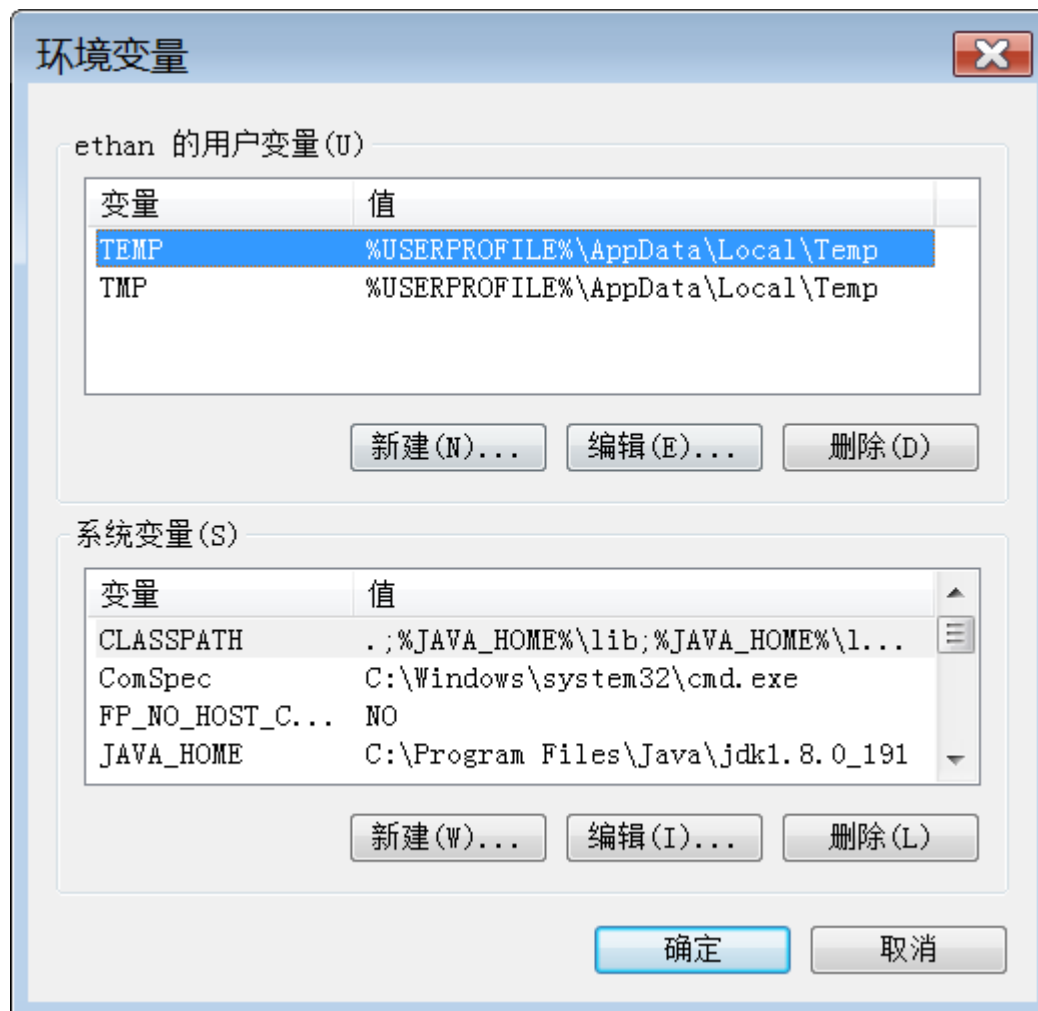 环境变量
ethan 的用户变量(U)
变量 值
TEMP %USERPROFILE%\AppData\Local\Temp
TMP %USERPROFILE%\AppData\Local\Temp
新建(N)... 编辑(E)... 删除(D)
系统变量(S)
变量 值
CLASSPATH .;%JAVA_HOME%\lib;%JAVA_HOME%\l...
ComSpec C:\Windows\system32\cmd.exe
FP_NO_HOST_C... NO
JAVA_HOME C:\Program Files\Java\jdk1.8.0_191
新建(W)... 编辑(I)... 删除(L)
确定 取消